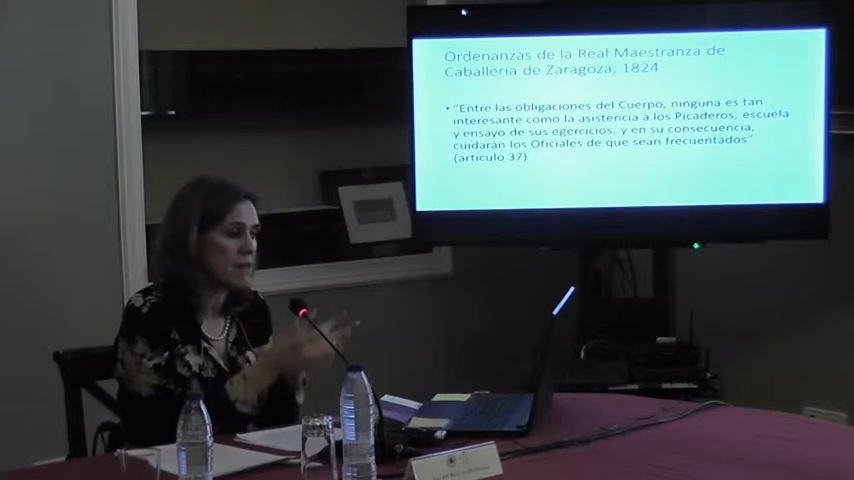 Ordenanzas de la Real Maestranza de
Caballería de Zaragoza, 1824
• "Entre las obligaciones del Cuerpo, ninguna es tan
interesante como la asistencia à los Picaderos, escuela
y ensayo de sus egercicios, y en su consecuencia,
cuidarán los Oficiales de que sean frecuentados"
(artículo 37)